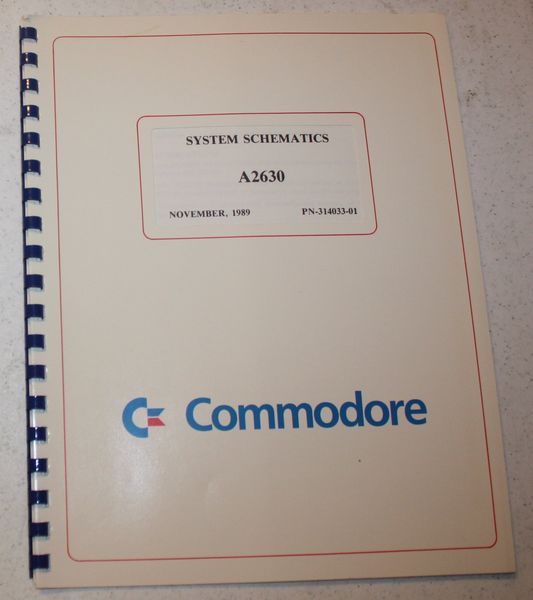 SYSTEM SCHEMATICS
A2630
NOVEMBER, 1989 PN-314033-01
Commodore